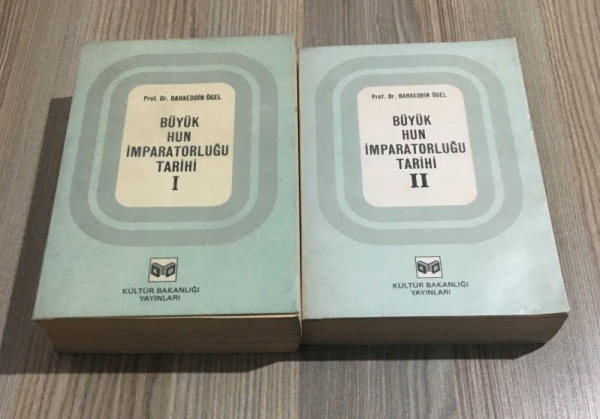 Prof. Dr. BAHAEDDİN ÖGEL
BÜYÜK
HUN
İMPARATORLUĞU
TARİHİ
I
KÜLTÜR BAKANLIĞI
YAYINLARI
Prof. Dr. BAHAEDDİN ÖGEL
BÜYÜK
HUN
İMPARATORLUĞU
TARİHİ
II
KÜLTÜR BAKANLIĞI
YAYINLARI